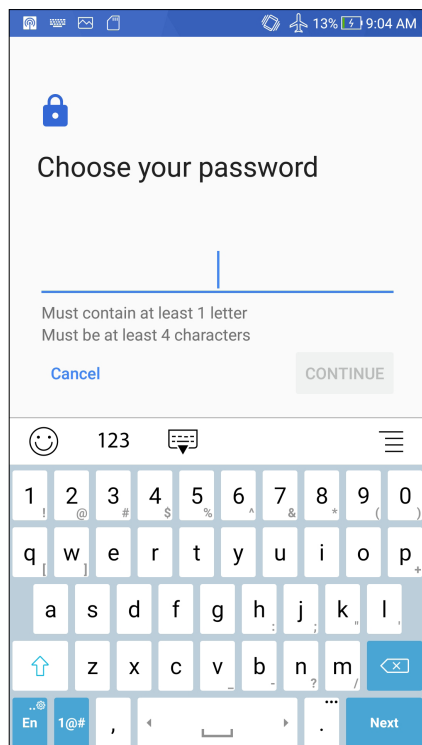 13% 9:04 AM
Choose your password
Must contain at least 1 letter
Must be at least 4 characters
Cancel CONTINUE
123
1 ! 2 @ 3 # 4 $ 5 % 6 ^ 7 & 8 * 9 ( 0 )
q [ w ] e r t y u i o p +
a s d f g h : j ; k " l '
z x c v _ b - n ? m /
En 1@# , . Next